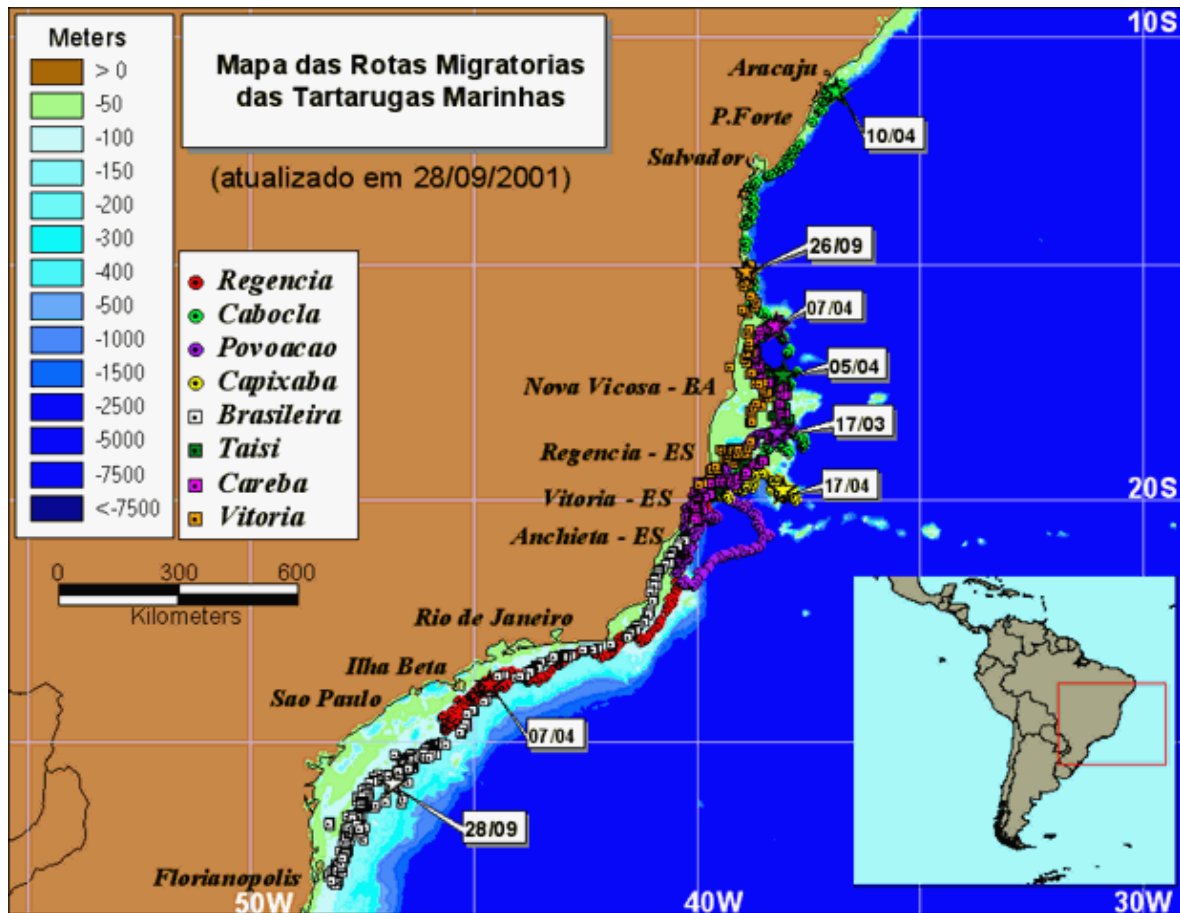 Meters
> 0
-50
-100
-150
-200
-300
-400
-500
-1000
-1500
-2500
-5000
-7500
<-7500
Mapa das Rotas Migratorias
das Tartarugas Marinhas
(atualizado em 28/09/2001)
Regencia
Cabocla
Povoacao
Capixaba
Brasileira
Taisi
Careba
Vitoria
0 300 600
Kilometers
10S
Aracaju
P.Forte
10/04
Salvador
26/09
07/04
05/04
Nova Vicosa - BA
17/03
Regencia - ES
17/04
Vitoria - ES
20S
Anchieta - ES
Rio de Janeiro
Ilha Beta
Sao Paulo
07/04
28/09
Florianopolis
50W
40W
30W